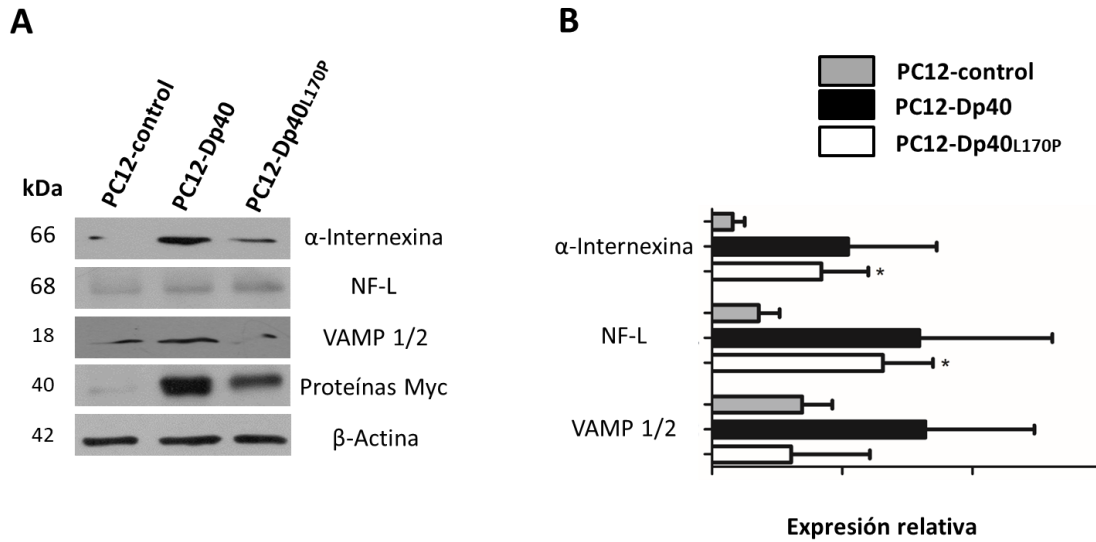 A
PC12-control
PC12-Dp40
PC12-Dp40L170P
kDa
66
α-Internexina
68
NF-L
18
VAMP 1/2
40
Proteínas Myc
42
β-Actina
B
PC12-control
PC12-Dp40
PC12-Dp40L170P
α-Internexina
*
NF-L
*
VAMP 1/2
Expresión relativa